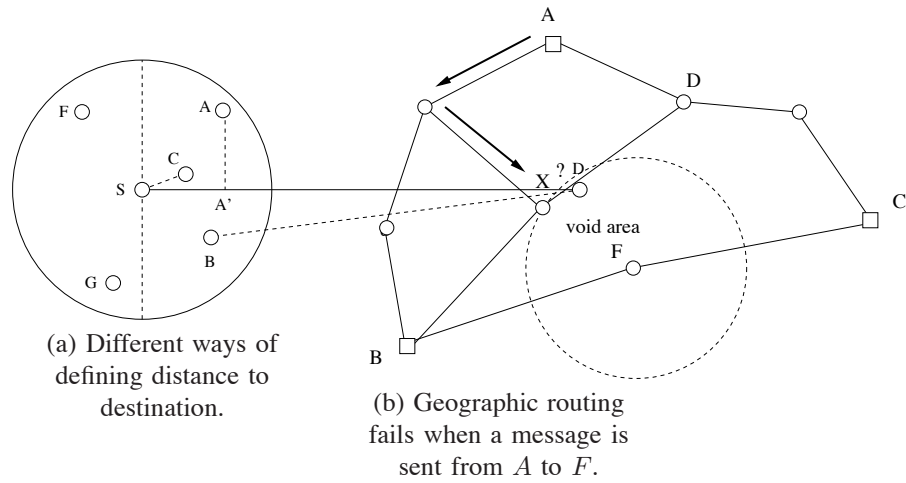 A
D
F
A
C
S
A'
B
G
X
?
D
void area
F
C
B
(a) Different ways of
defining distance to
destination.
(b) Geographic routing
fails when a message is
sent from A to F.